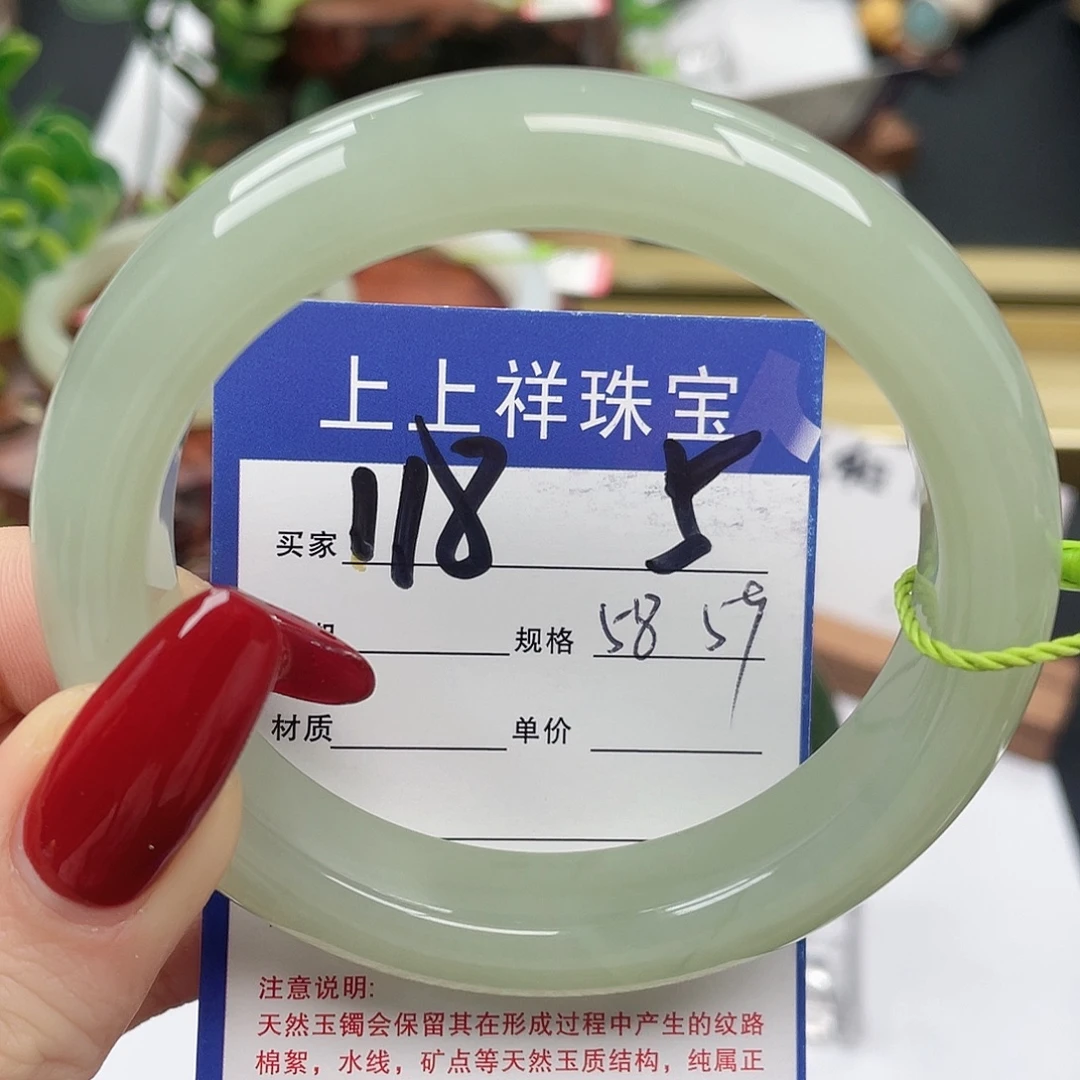 上上祥珠宝
买家 118 5
规格 58 59
材质 单价
注意说明:
天然玉镯会保留其在形成过程中产生的纹路
棉絮，水线，矿点等天然玉质结构，纯属正